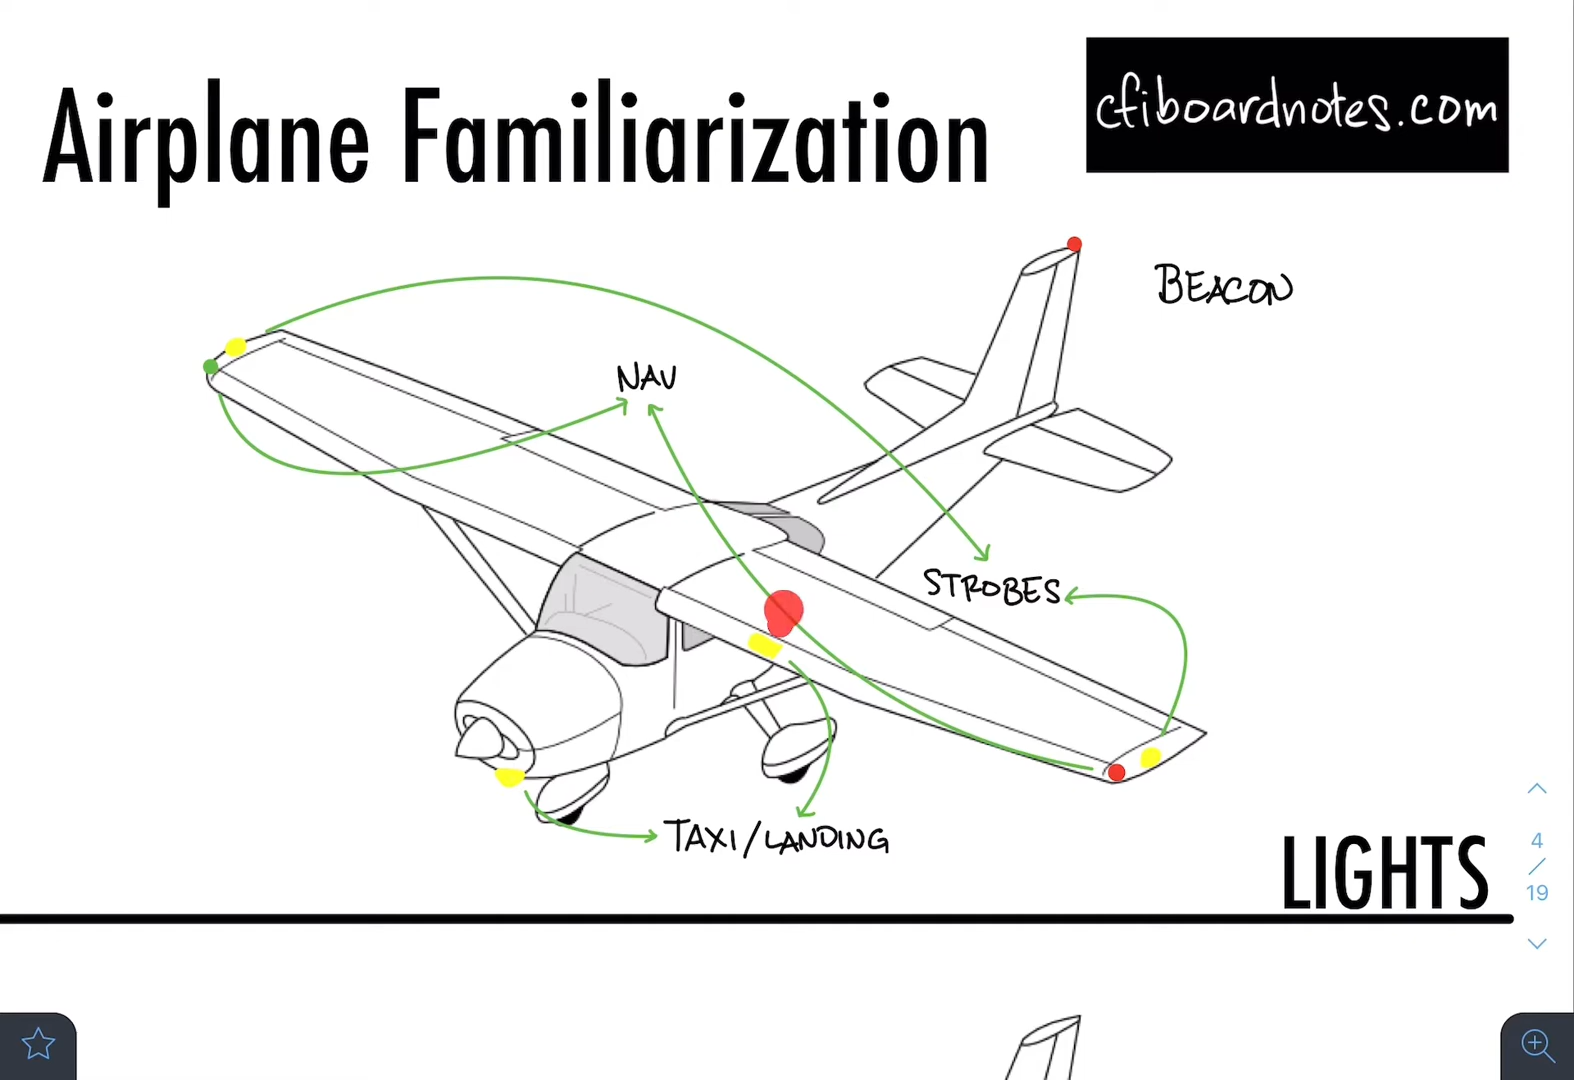 Airplane Familiarization
cfiboardnotes.com
BEACON
NAV
STROBES
TAXI/LANDING
LIGHTS
4
/
19